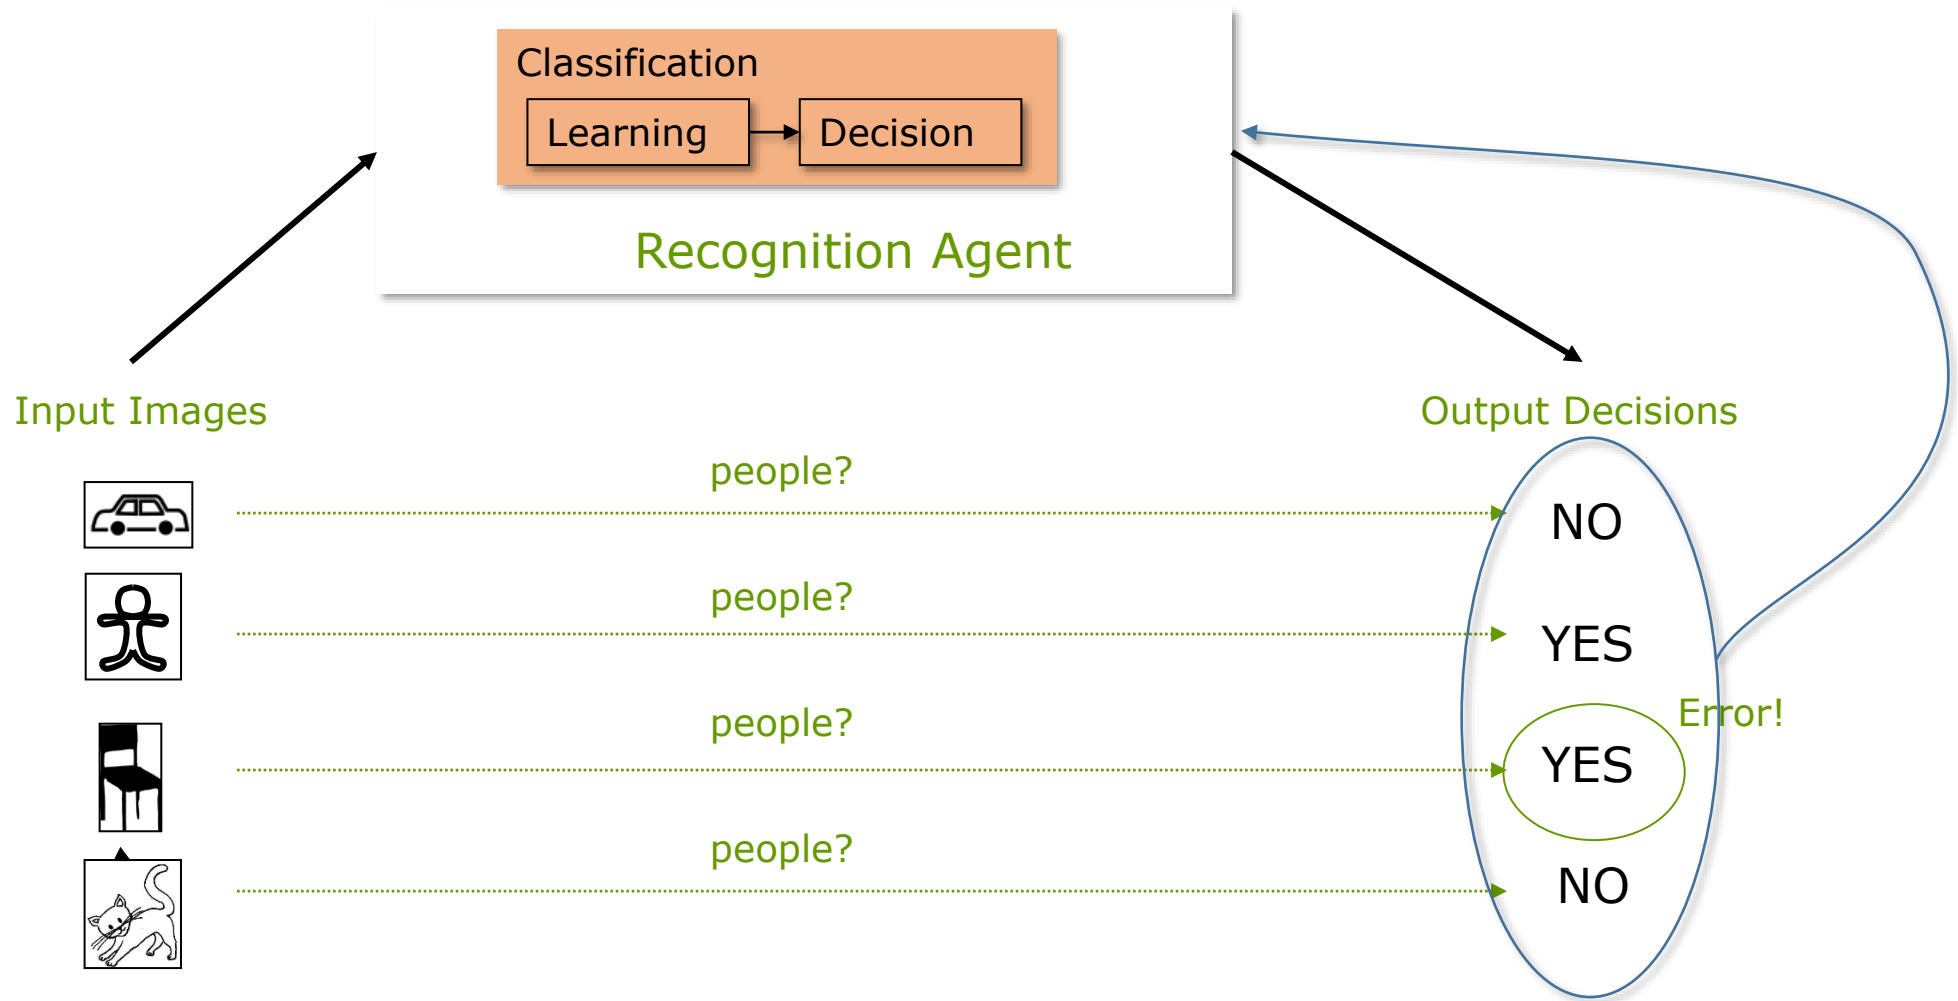 Classification
Learning
Decision
Recognition Agent
Input Images
Output Decisions
people?
NO
people?
YES
people?
Error!
YES
people?
NO